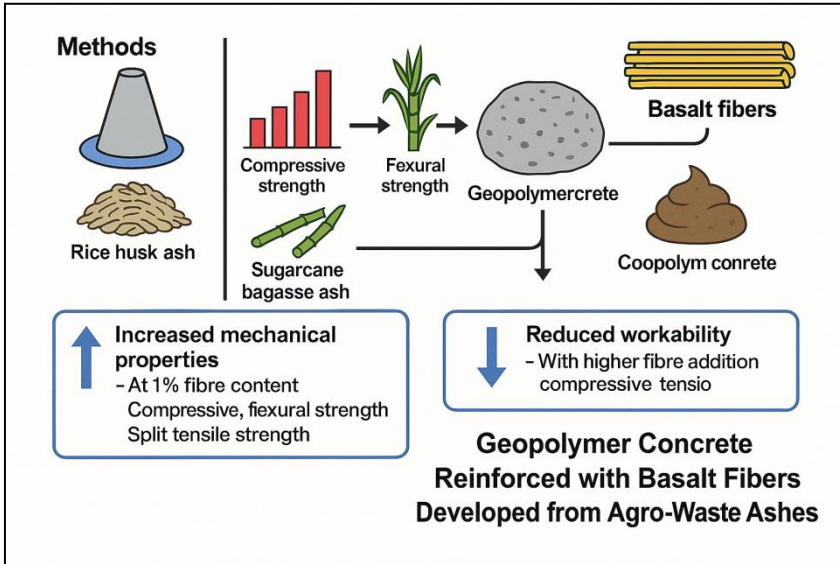 Methods
Rice husk ash
Compressive
strength
Fexural
strength
Geopolymercrete
Basalt fibers
Sugarcane
bagasse ash
Coopolym conrete
Increased mechanical
properties
– At 1% fibre content
Compressive, fiexural strength
Split tensile strength
Reduced workability
– With higher fibre addition
compressive tensio
Geopolymer Concrete
Reinforced with Basalt Fibers
Developed from Agro-Waste Ashes